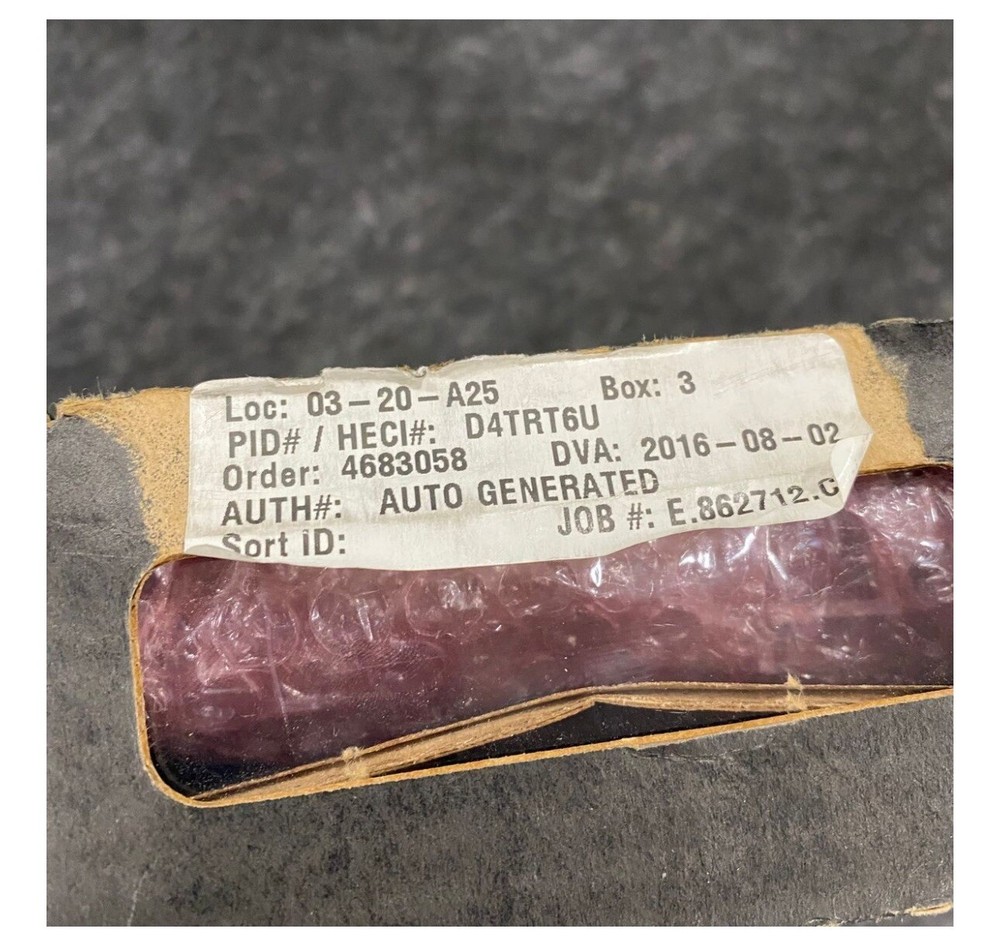 Loc: 03-20-A25 Box: 3
PID# / HECI#: D4TRT6U
Order: 4683058 DVA: 2016-08-02
AUTH#: AUTO GENERATED
Sort ID: JOB #: E.862712.C